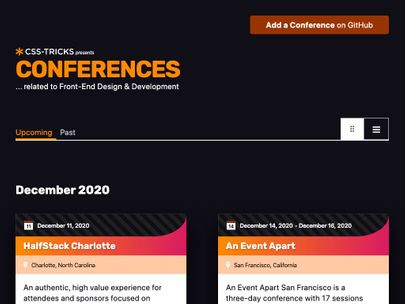 Add a Conference on GitHub
CSS-TRICKS presents
CONFERENCES
... related to Front-End Design & Development
Upcoming Past
December 2020
11 December 11, 2020
HalfStack Charlotte
Charlotte, North Carolina
An authentic, high value experience for
attendees and sponsors focused on
14 December 14, 2020 - December 16, 2020
An Event Apart
San Francisco, California
An Event Apart San Francisco is a
three-day conference with 17 sessions